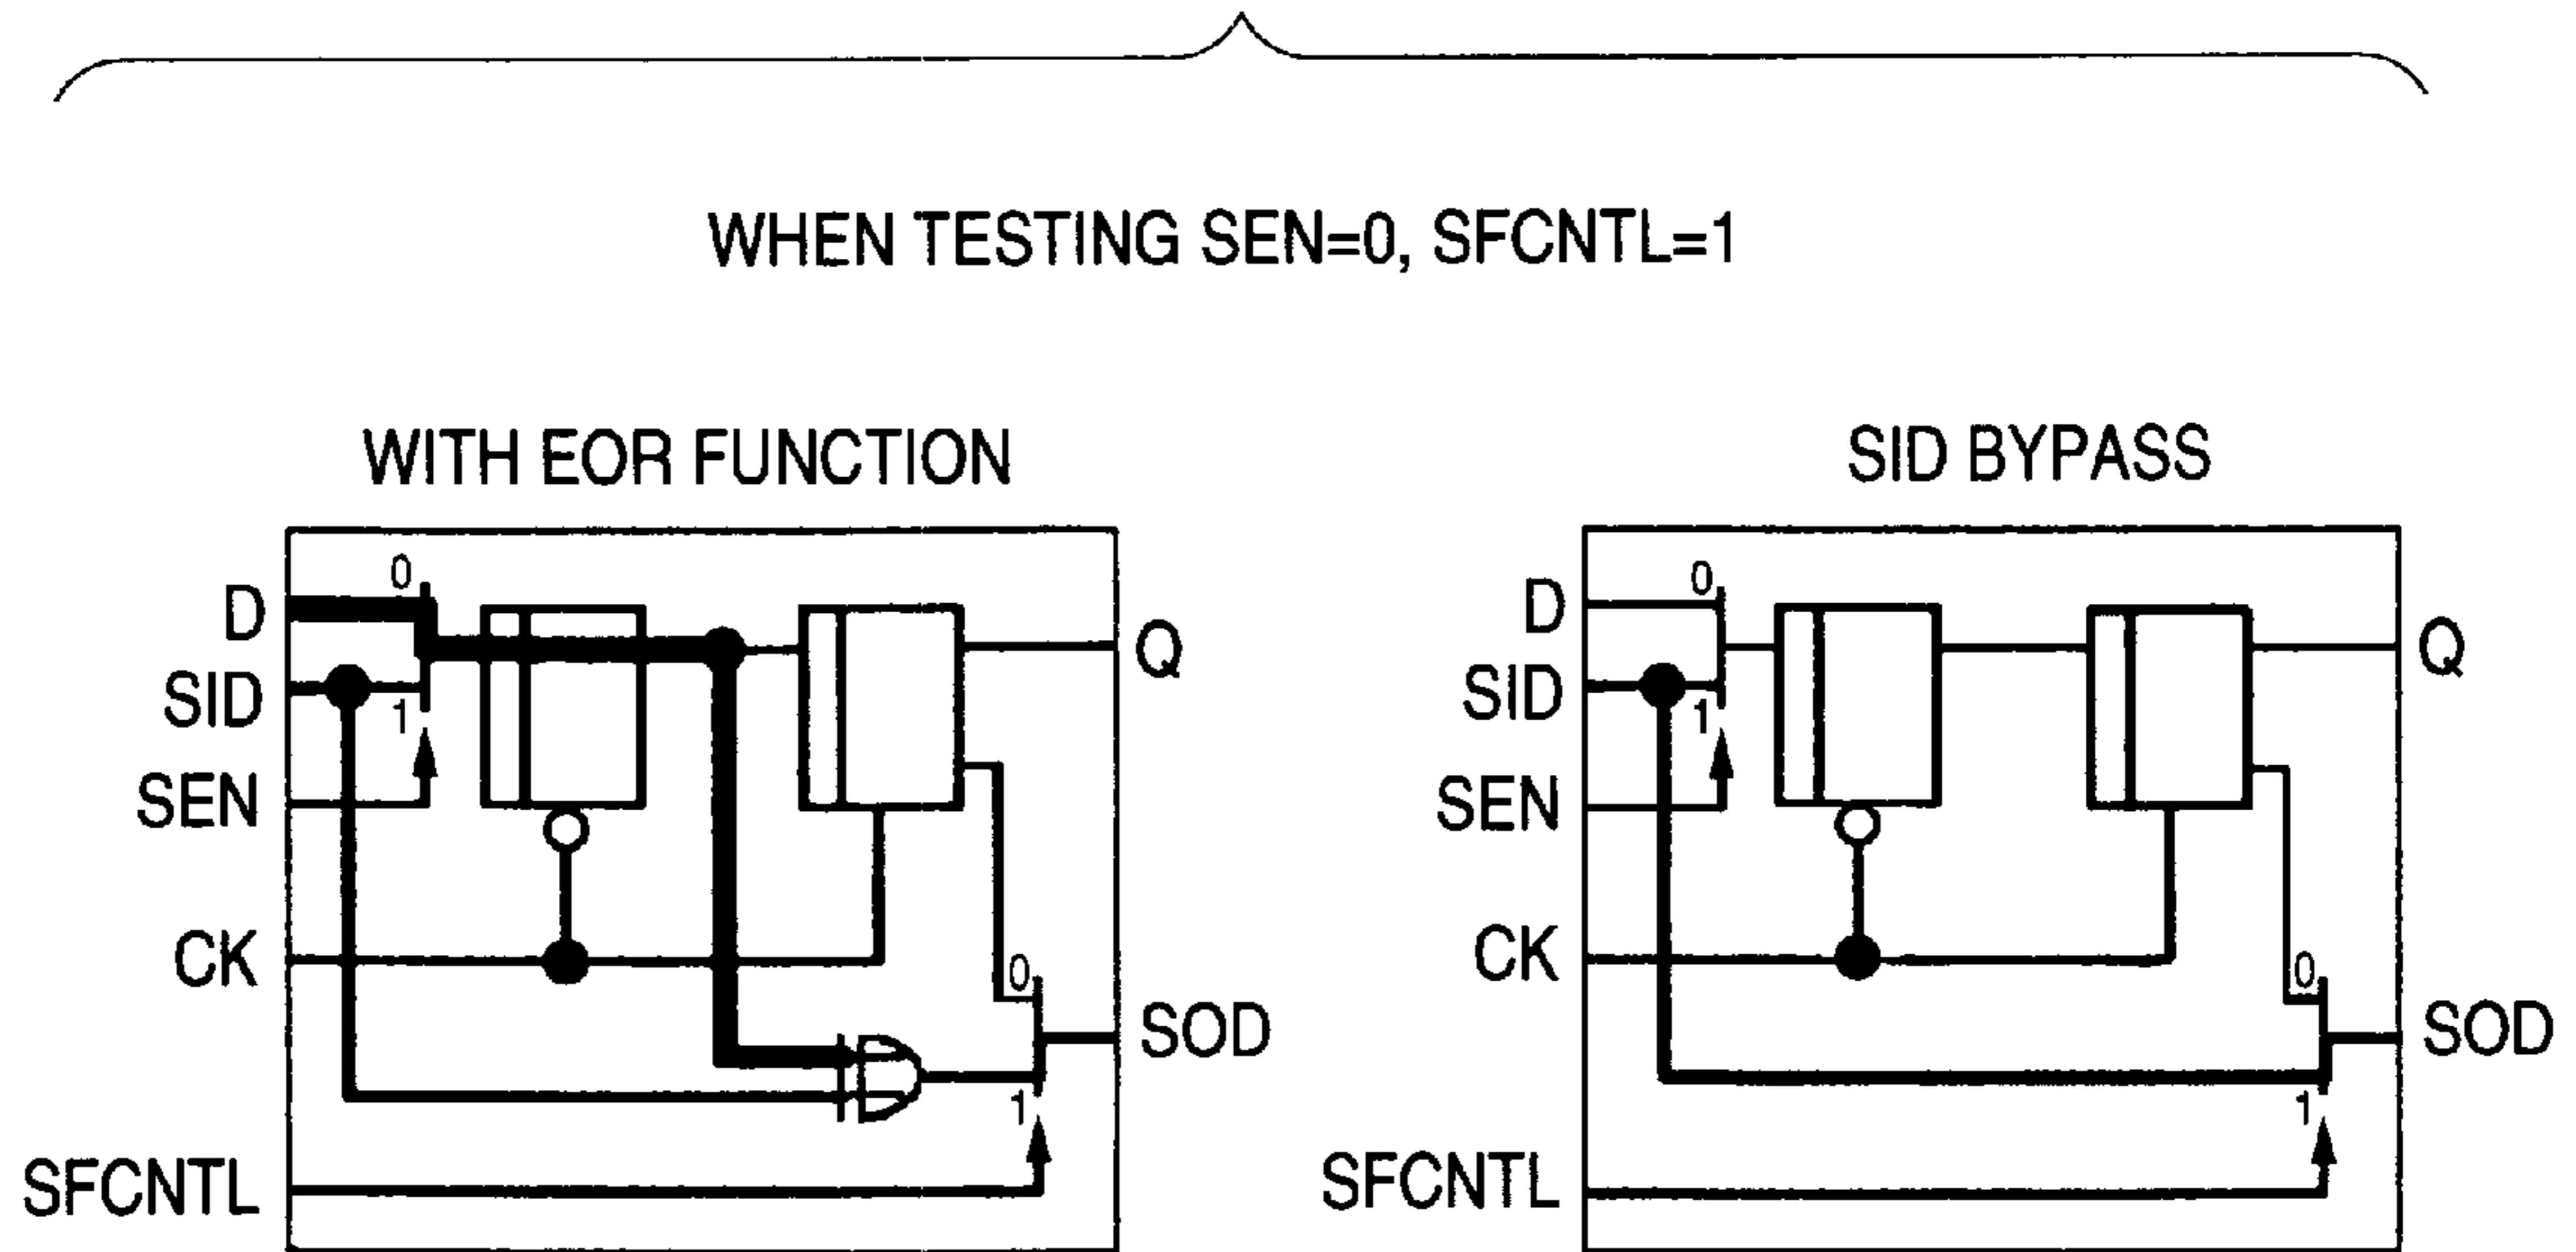 WHEN TESTING SEN=0, SFCNTL=1
WITH EOR FUNCTION
D
0
SID
1
SEN
CK
SFCNTL
Q
0
SOD
1
SID BYPASS
D
0
SID
1
SEN
CK
SFCNTL
Q
0
SOD
1